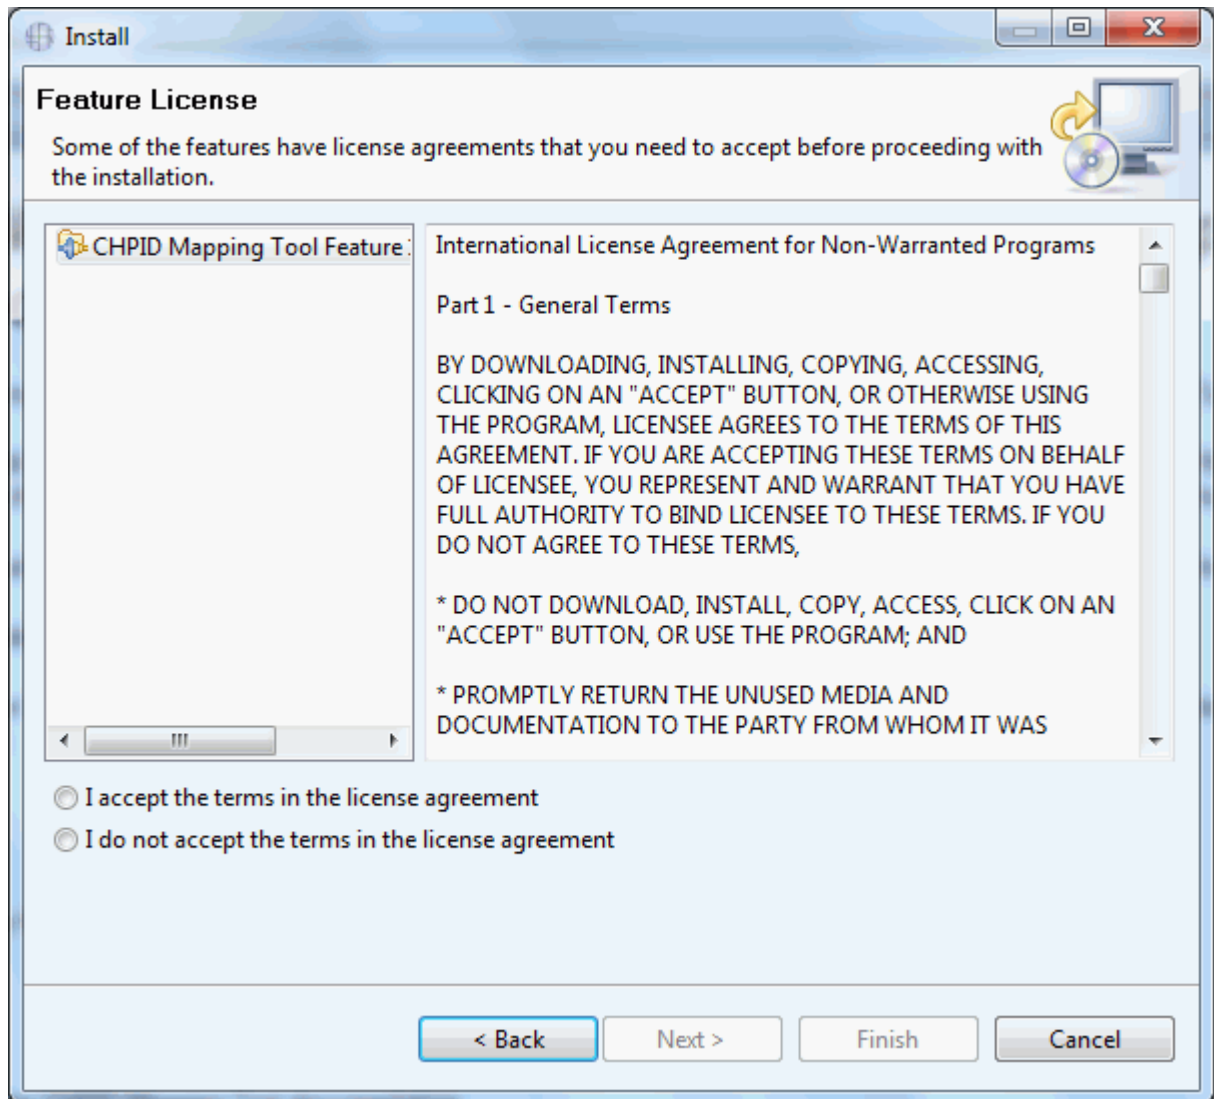 Install
Feature License
Some of the features have license agreements that you need to accept before proceeding with
the installation.
CHPID Mapping Tool Feature
International License Agreement for Non-Warranted Programs
Part 1 - General Terms
BY DOWNLOADING, INSTALLING, COPYING, ACCESSING,
CLICKING ON AN "ACCEPT" BUTTON, OR OTHERWISE USING
THE PROGRAM, LICENSEE AGREES TO THE TERMS OF THIS
AGREEMENT. IF YOU ARE ACCEPTING THESE TERMS ON BEHALF
OF LICENSEE, YOU REPRESENT AND WARRANT THAT YOU HAVE
FULL AUTHORITY TO BIND LICENSEE TO THESE TERMS. IF YOU
DO NOT AGREE TO THESE TERMS,
* DO NOT DOWNLOAD, INSTALL, COPY, ACCESS, CLICK ON AN
"ACCEPT" BUTTON, OR USE THE PROGRAM; AND
* PROMPTLY RETURN THE UNUSED MEDIA AND
DOCUMENTATION TO THE PARTY FROM WHOM IT WAS
I accept the terms in the license agreement
I do not accept the terms in the license agreement
< Back
Next >
Finish
Cancel